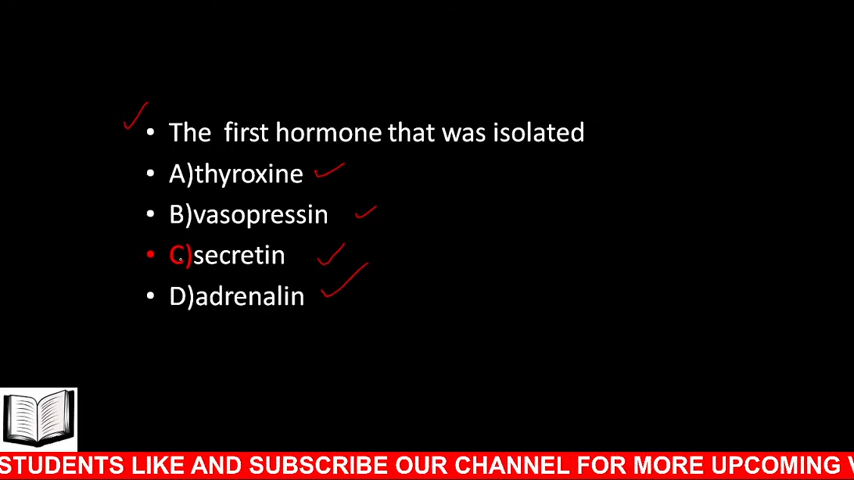 • The first hormone that was isolated
• A)thyroxine
• B)vasopressin
• C)secretin
• D)adrenalin
STUDENTS LIKE AND SUBSCRIBE OUR CHANNEL FOR MORE UPCOMING V